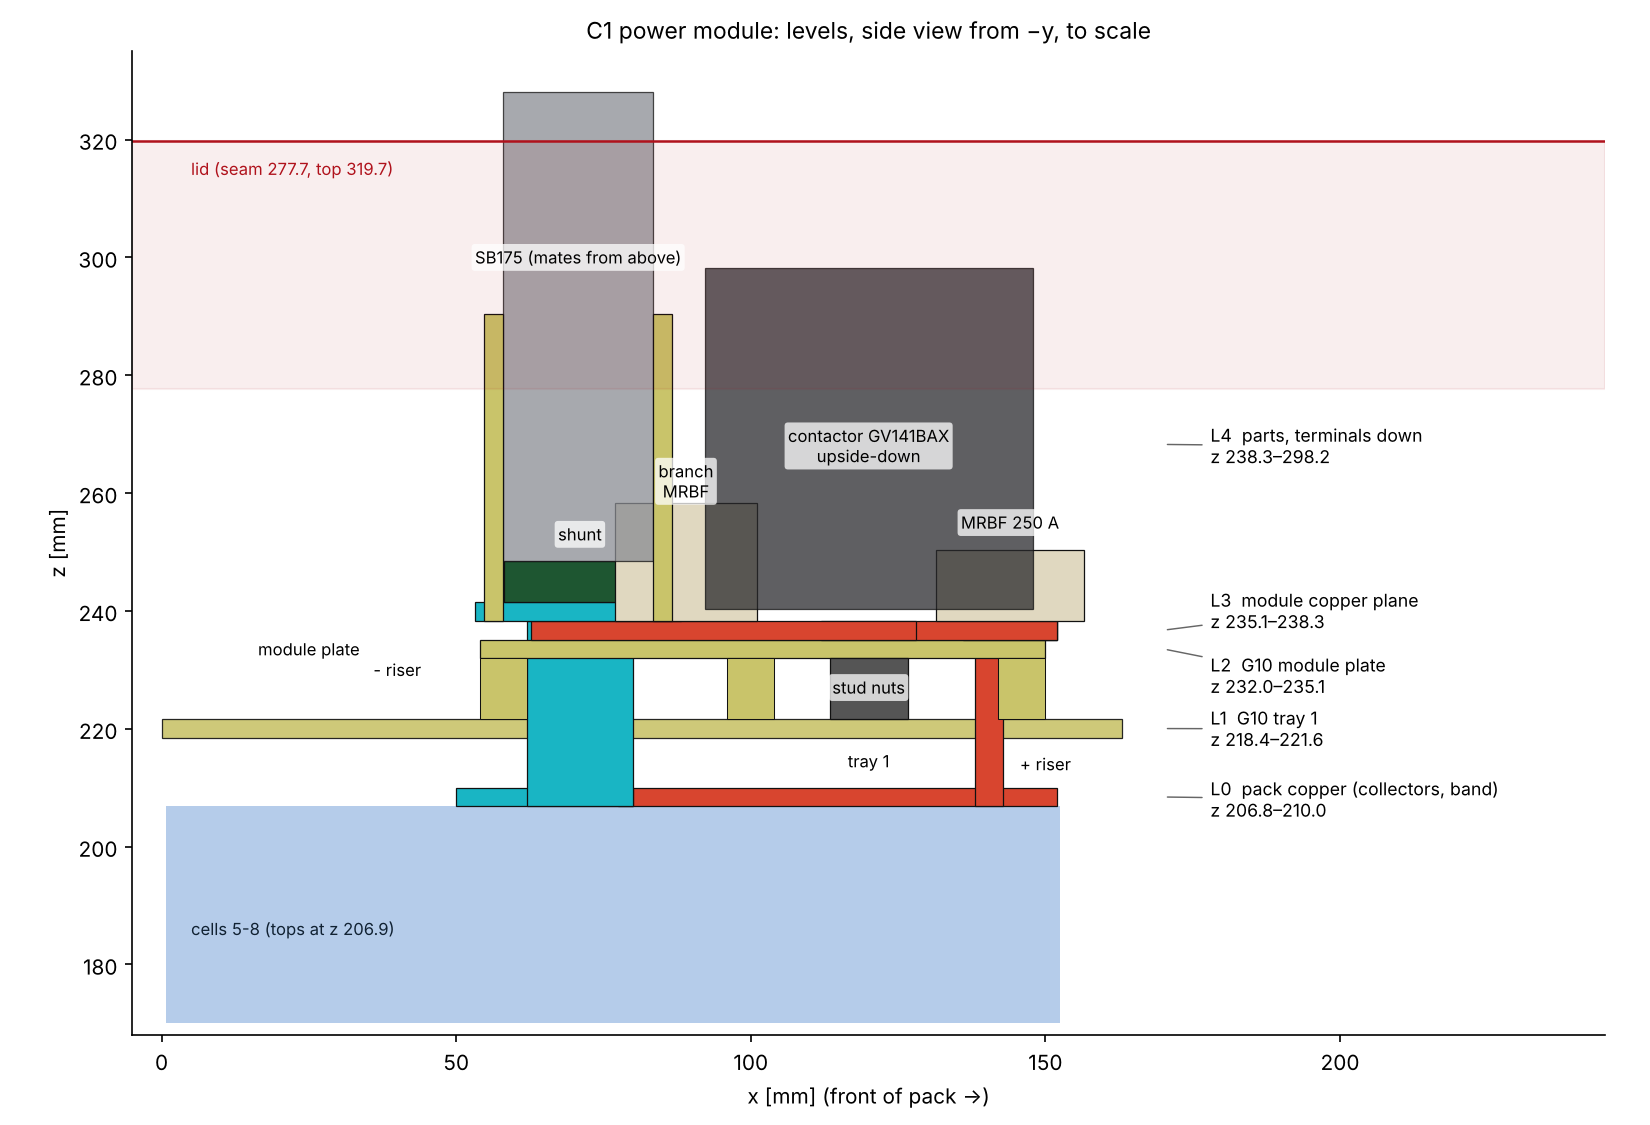 C1 power module: levels, side view from −y, to scale
320
lid (seam 277.7, top 319.7)
300
SB175 (mates from above)
280
contactor GV141BAX
upside-down
L4  parts, terminals down
z 238.3–298.2
branch
MRBF
260
MRBF 250 A
shunt
z [mm]
240
L3  module copper plane
z 235.1–238.3
module plate
- riser
L2  G10 module plate
z 232.0–235.1
stud nuts
220
L1  G10 tray 1
z 218.4–221.6
tray 1
+ riser
L0  pack copper (collectors, band)
z 206.8–210.0
200
cells 5-8 (tops at z 206.9)
180
0
50
100
150
200
x [mm] (front of pack →)